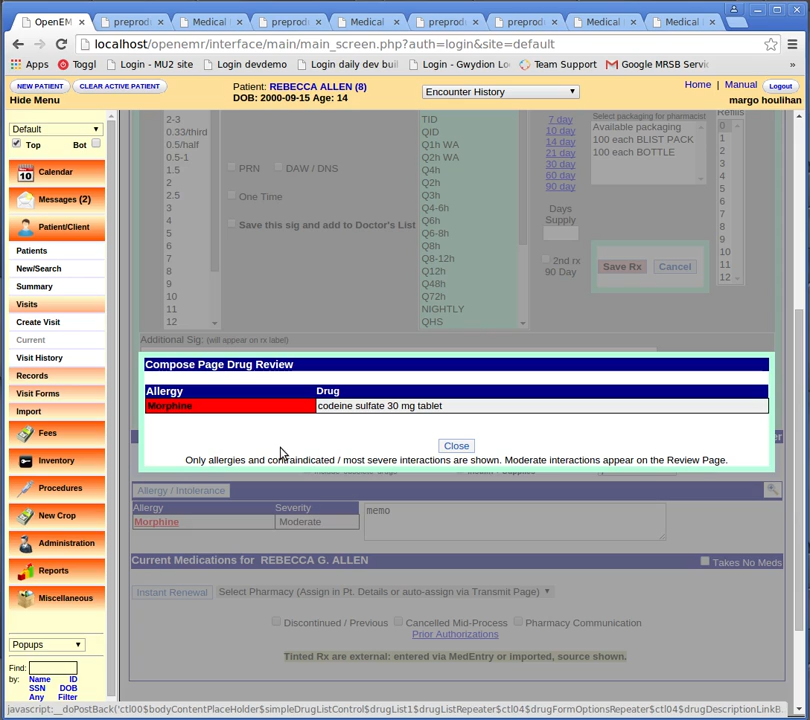 OpenEM
preprodu
Medical
preprodu
Medical
preprodu
preprodu
Medical
Medical
localhost/openemr/interface/main/main_screen.php?auth=login&site=default
Apps Toggl Login - MU2 site Login devdemo Login daily dev buil Login - Gwydion Lo Team Support Google MRSB Servic »
NEW PATIENT CLEAR ACTIVE PATIENT
Hide Menu
Patient: REBECCA ALLEN (8)
DOB: 2000-09-15 Age: 14
Encounter History
Home | Manual Logout
margo houlihan
Default
Top Bot
Calendar
Messages (2)
Patient/Client
Patients
New/Search
Summary
Visits
Create Visit
Current
Visit History
Records
Visit Forms
Import
Fees
Inventory
Procedures
New Crop
Administration
Reports
Miscellaneous
Popups
Find:
by: Name ID
SSN DOB
Any Filter
2-3
0.33/third
0.5/half
0.5-1
1.5
2
2.5
3
4
5
6
7
8
9
10
11
12
PRN DAW / DNS
One Time
Save this sig and add to Doctor's List
TID
QID
Q1h WA
Q2h WA
Q4h
Q2h
Q3h
Q4-6h
Q6h
Q6-8h
Q8h
Q8-12h
Q12h
Q48h
Q72h
NIGHTLY
QHS
7 day
10 day
14 day
21 day
30 day
60 day
90 day
Days
Supply
2nd rx
90 Day
Select packaging for pharmacist
Available packaging
100 each BLIST PACK
100 each BOTTLE
Save Rx Cancel
Refills
0
1
2
3
4
5
6
7
8
9
10
11
12
Additional Sig: (will appear on rx label)
Compose Page Drug Review
Allergy Drug
Morphine codeine sulfate 30 mg tablet
Close
Only allergies and contraindicated / most severe interactions are shown. Moderate interactions appear on the Review Page.
Allergy / Intolerance
Allergy Severity
Morphine Moderate
memo
Current Medications for REBECCA G. ALLEN
Takes No Meds
Instant Renewal Select Pharmacy (Assign in Pt. Details or auto-assign via Transmit Page)
Discontinued / Previous Cancelled Mid-Process Pharmacy Communication
Prior Authorizations
Tinted Rx are external: entered via MedEntry or imported, source shown.
javascript:__doPostBack('ctl00$bodyContentPlaceHolder$simpleDrugListControl$drugList1$drugListRepeater$ctl04$drugFormOptionsRepeater$ctl04$drugDescriptionLinkB